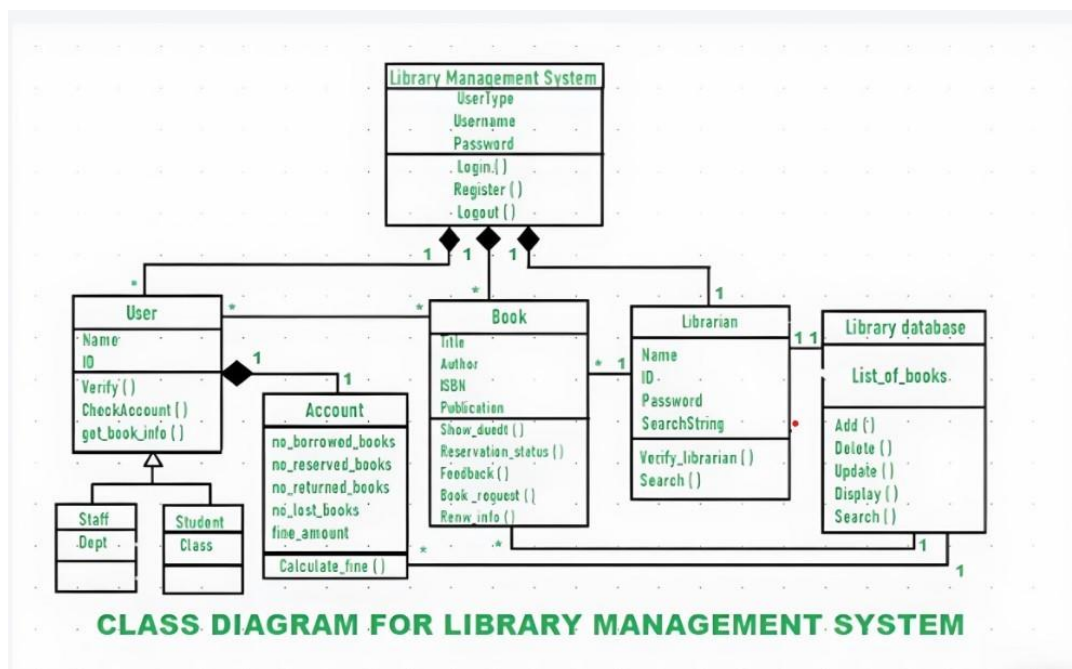 Library Management System
UserType
Username
Password
Login.()
Register ()
Logout ()
1 1 1
* * 1
User
Name
ID
Verify ()
CheckAccount ()
got_book_info ()
* *
Book
Title
Author
ISBN
Publication
Show_duedt ()
Reservation_status ()
Feedback ()
Book_request ()
Renw_info ()
* 1
Librarian
Name
ID
Password
SearchString
Verify_librarian ()
Search ()
1 1
Library database
List_of_books
Add ()
Delete ()
Update ()
Display ()
Search ()
1
1
Account
no_borrowed_books
no_reserved_books
no_returned_books
no_lost_books
fine_amount
Calculate_fine ()
Staff
Dept
Student
Class
* 1
* 1
CLASS DIAGRAM FOR LIBRARY MANAGEMENT SYSTEM